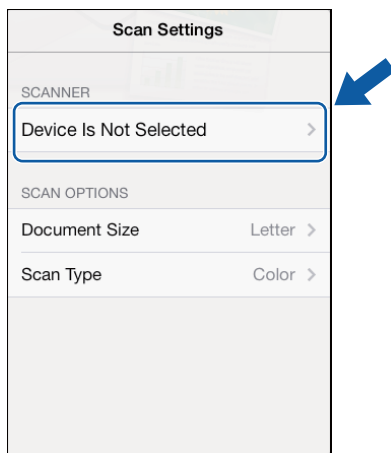 Scan Settings
SCANNER
Device Is Not Selected
SCAN OPTIONS
Document Size Letter
Scan Type Color